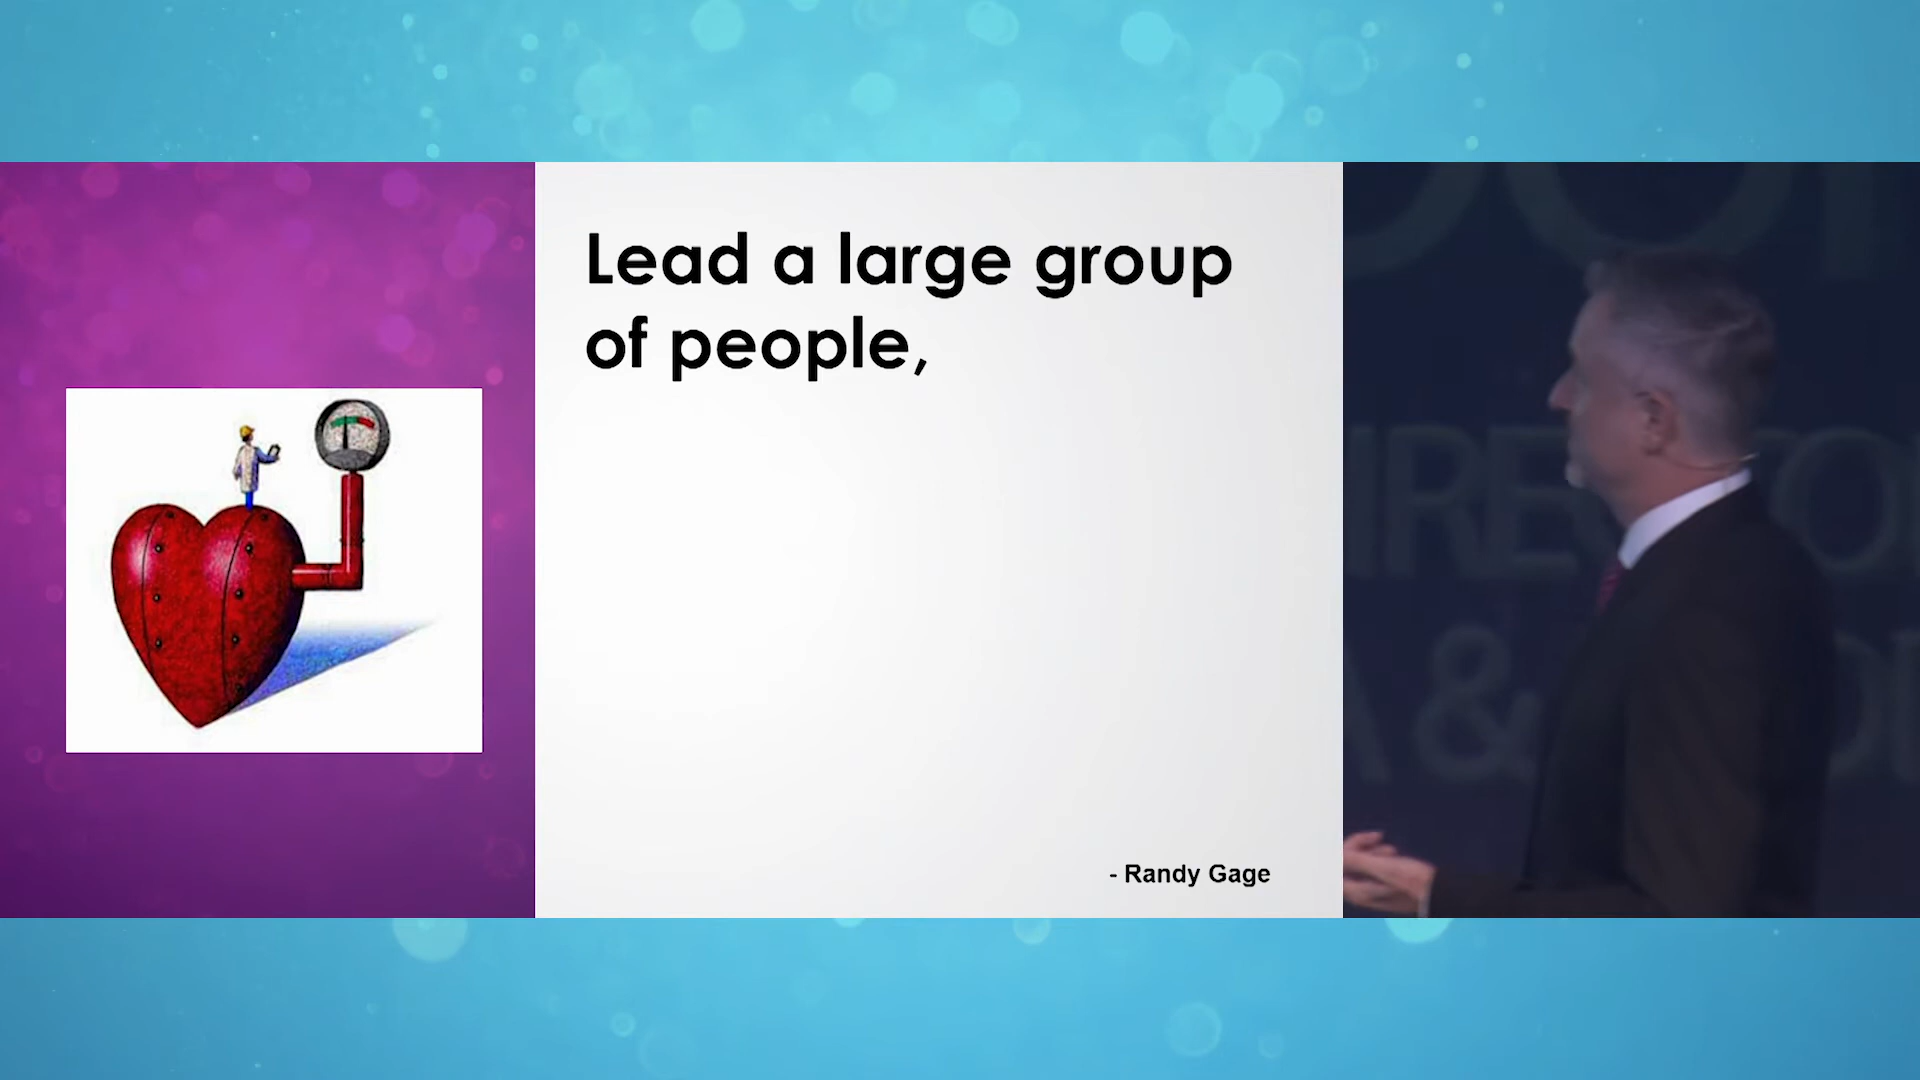 Lead a large group
of people,
- Randy Gage
&